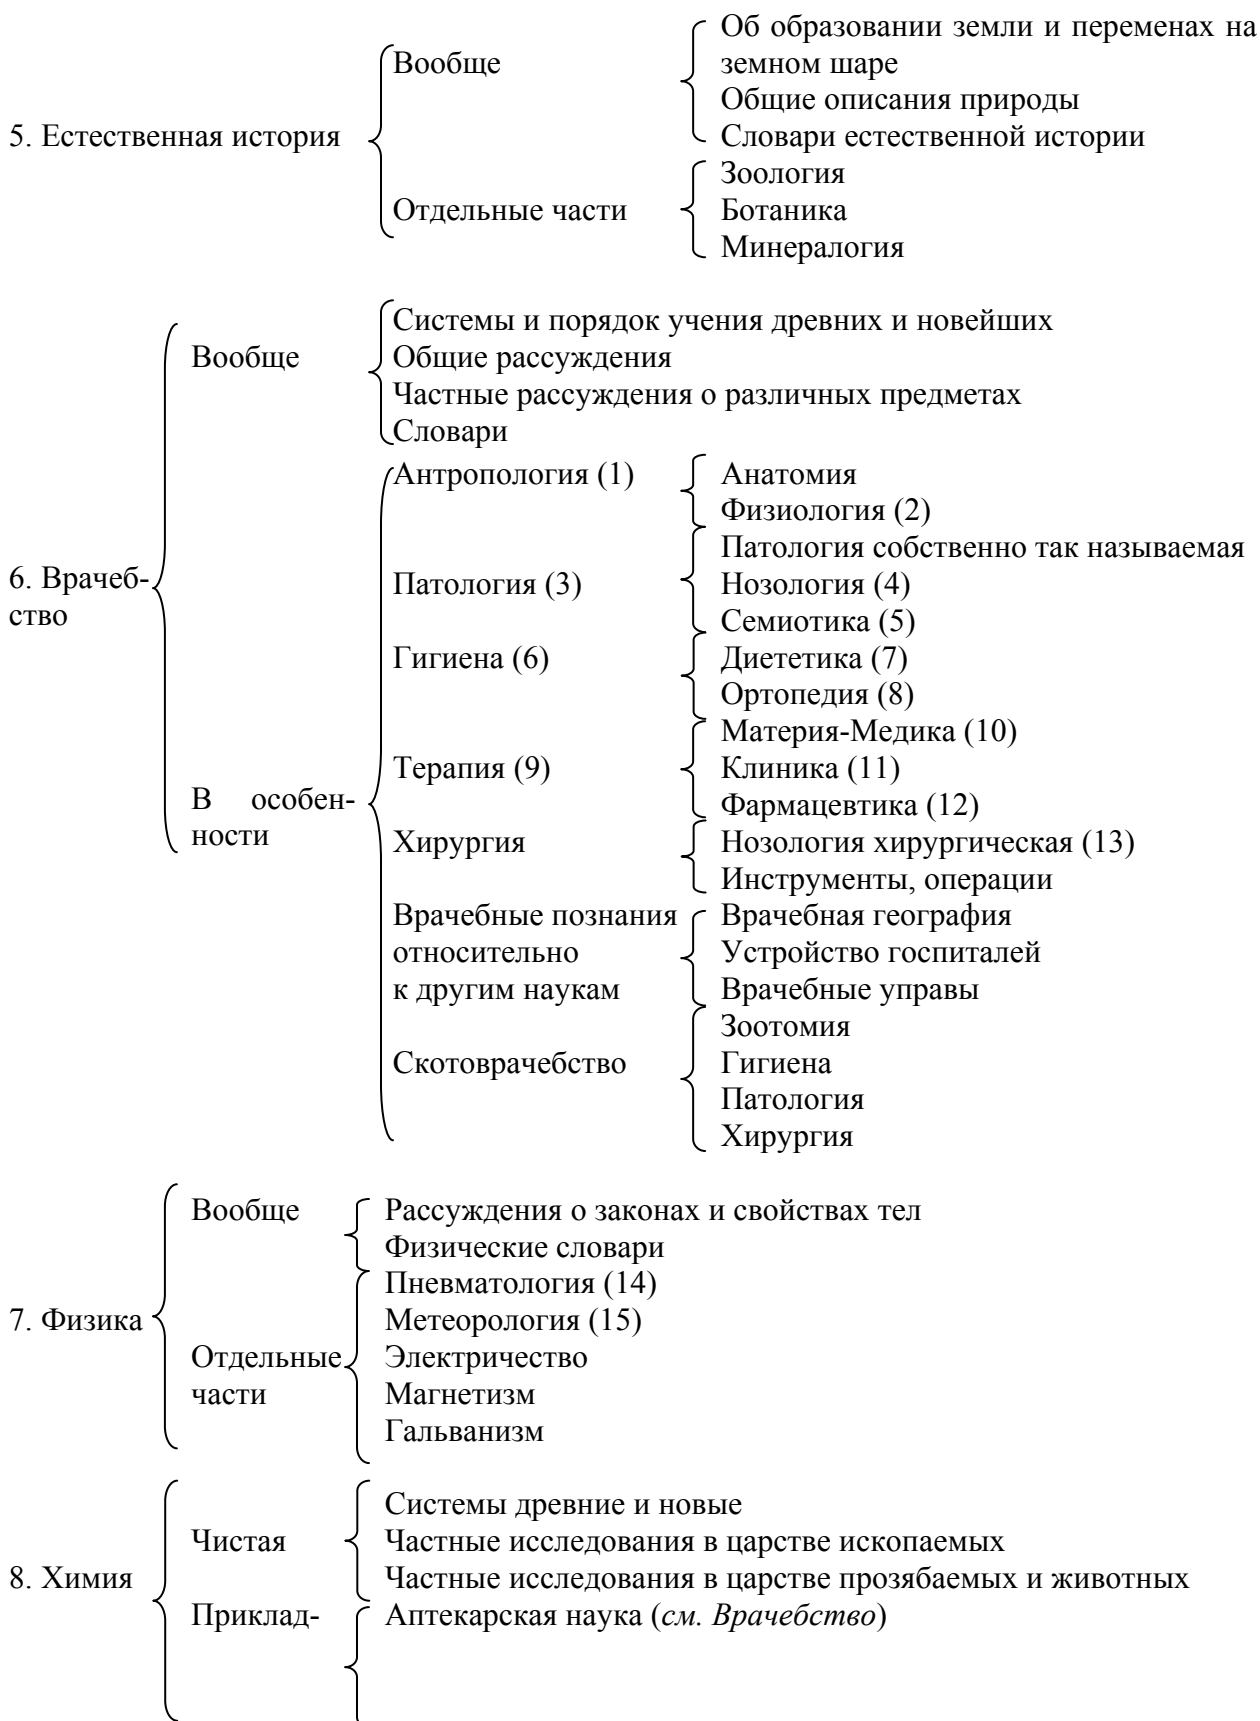 Об образовании земли и переменах на
Вообще земном шаре
Общие описания природы
5. Естественная история Словари естественной истории
Зоология
Отдельные части Ботаника
Минералогия
Системы и порядок учения древних и новейших
Вообще Общие рассуждения
Частные рассуждения о различных предметах
Словари
Антропология (1) Анатомия
Физиология (2)
Патология собственно так называемая
6. Врачеб- Патология (3) Нозология (4)
ство Семиотика (5)
Гигиена (6) Диететика (7)
Ортопедия (8)
Материя-Медика (10)
Терапия (9) Клиника (11)
В особен- Фармацевтика (12)
ности Хирургия Нозология хирургическая (13)
Инструменты, операции
Врачебные познания Врачебная география
относительно Устройство госпиталей
к другим наукам Врачебные управы
Зоотомия
Скотоврачебство Гигиена
Патология
Хирургия
Вообще Рассуждения о законах и свойствах тел
Физические словари
Пневматология (14)
7. Физика Метеорология (15)
Отдельные Электричество
части Магнетизм
Гальванизм
Системы древние и новые
Чистая Частные исследования в царстве ископаемых
8. Химия Частные исследования в царстве прозябаемых и животных
Приклад- Аптекарская наука (см. Врачебство)